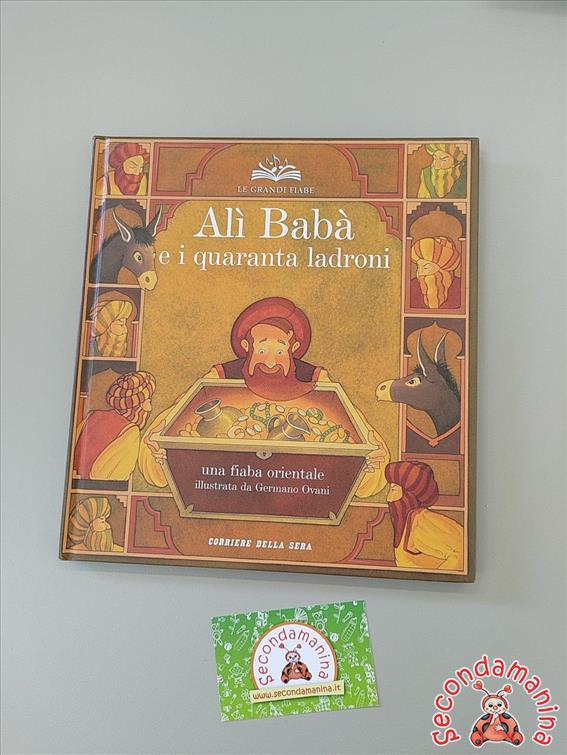 LE GRANDI FIABE
Alì Babà
e i quaranta ladroni
una fiaba orientale
illustrata da Germano Ovani
CORRIERE DELLA SERA
Secondamanina
www.secondamanina.it
Secondamanina